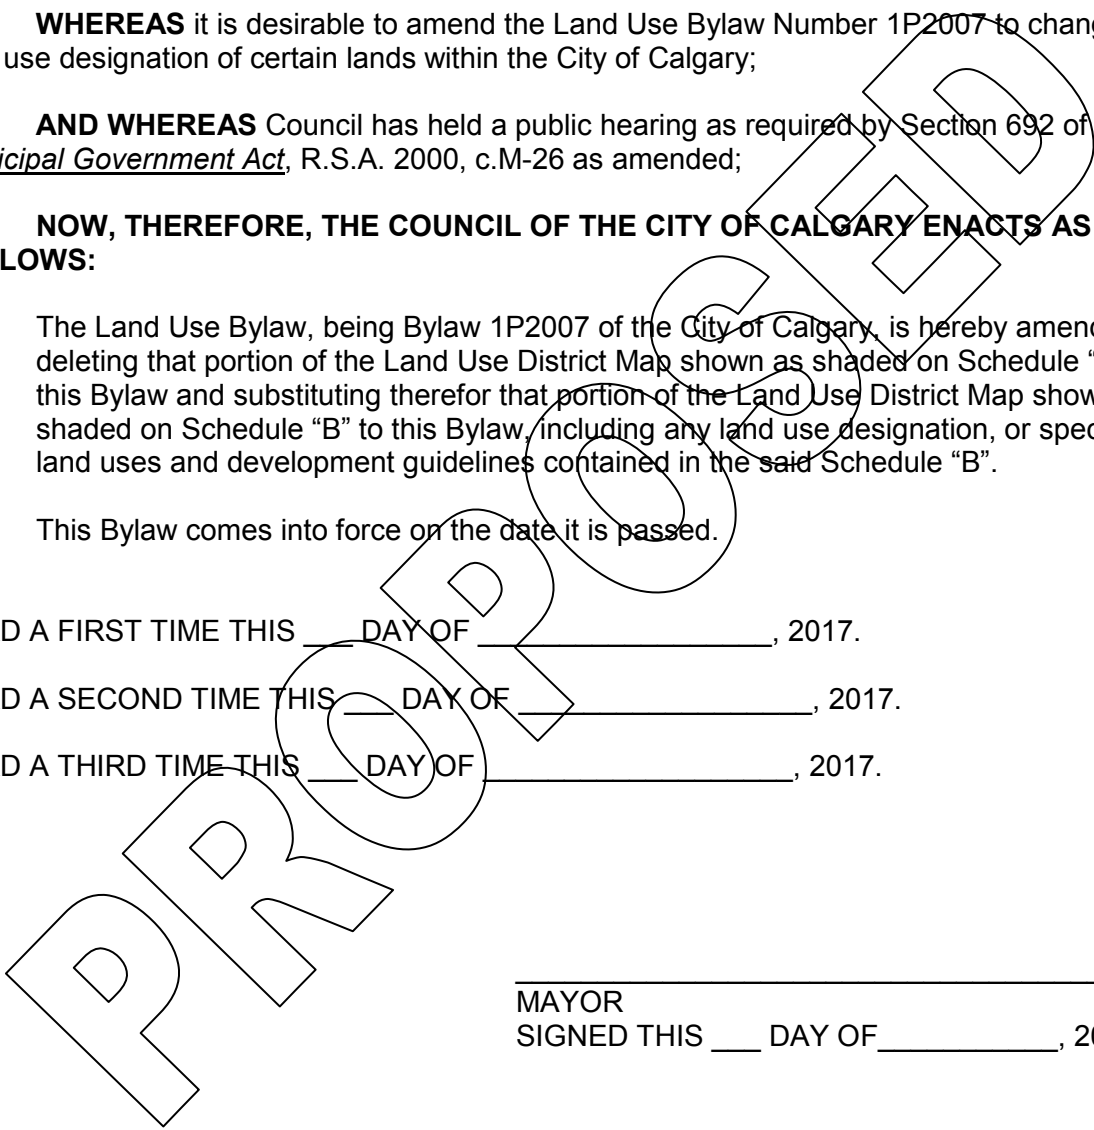 WHEREAS it is desirable to amend the Land Use Bylaw Number 1P2007 to chang
use designation of certain lands within the City of Calgary;
AND WHEREAS Council has held a public hearing as required by Section 692 of
icipal Government Act, R.S.A. 2000, c.M-26 as amended;
NOW, THEREFORE, THE COUNCIL OF THE CITY OF CALGARY ENACTS AS
LOWS:
The Land Use Bylaw, being Bylaw 1P2007 of the City of Calgary, is hereby amend
deleting that portion of the Land Use District Map shown as shaded on Schedule “
this Bylaw and substituting therefor that portion of the Land Use District Map show
shaded on Schedule “B” to this Bylaw, including any land use designation, or spec
land uses and development guidelines contained in the said Schedule “B”.
This Bylaw comes into force on the date it is passed.
D A FIRST TIME THIS ___ DAY OF __________________, 2017.
D A SECOND TIME THIS ___ DAY OF __________________, 2017.
D A THIRD TIME THIS ___ DAY OF ___________________, 2017.
MAYOR
SIGNED THIS ___ DAY OF___________, 20
PROPOSED